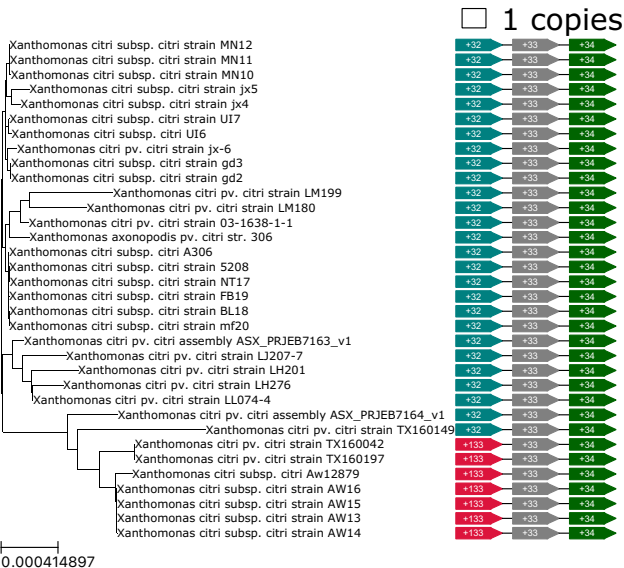 1 copies
Xanthomonas citri subsp. citri strain MN12 +32 +33 +34
Xanthomonas citri subsp. citri strain MN11 +32 +33 +34
Xanthomonas citri subsp. citri strain MN10 +32 +33 +34
Xanthomonas citri subsp. citri strain jx5 +32 +33 +34
Xanthomonas citri subsp. citri strain jx4 +32 +33 +34
Xanthomonas citri subsp. citri strain UI7 +32 +33 +34
Xanthomonas citri subsp. citri UI6 +32 +33 +34
Xanthomonas citri pv. citri strain jx-6 +32 +33 +34
Xanthomonas citri subsp. citri strain gd3 +32 +33 +34
Xanthomonas citri subsp. citri strain gd2 +32 +33 +34
Xanthomonas citri pv. citri strain LM199 +32 +33 +34
Xanthomonas citri pv. citri strain LM180 +32 +33 +34
Xanthomonas citri pv. citri strain 03-1638-1-1 +32 +33 +34
Xanthomonas axonopodis pv. citri str. 306 +32 +33 +34
Xanthomonas citri subsp. citri A306 +32 +33 +34
Xanthomonas citri subsp. citri strain 5208 +32 +33 +34
Xanthomonas citri subsp. citri strain NT17 +32 +33 +34
Xanthomonas citri subsp. citri strain FB19 +32 +33 +34
Xanthomonas citri subsp. citri strain BL18 +32 +33 +34
Xanthomonas citri subsp. citri strain mf20 +32 +33 +34
Xanthomonas citri pv. citri assembly ASX_PRJEB7163_v1 +32 +33 +34
Xanthomonas citri pv. citri strain LJ207-7 +32 +33 +34
Xanthomonas citri pv. citri strain LH201 +32 +33 +34
Xanthomonas citri pv. citri strain LH276 +32 +33 +34
Xanthomonas citri pv. citri strain LL074-4 +32 +33 +34
Xanthomonas citri pv. citri assembly ASX_PRJEB7164_v1 +32 +33 +34
Xanthomonas citri pv. citri strain TX160149 +32 +33 +34
Xanthomonas citri pv. citri strain TX160042 +133 +33 +34
Xanthomonas citri pv. citri strain TX160197 +133 +33 +34
Xanthomonas citri subsp. citri Aw12879 +133 +33 +34
Xanthomonas citri subsp. citri strain AW16 +133 +33 +34
Xanthomonas citri subsp. citri strain AW15 +133 +33 +34
Xanthomonas citri subsp. citri strain AW13 +133 +33 +34
Xanthomonas citri subsp. citri strain AW14 +133 +33 +34
0.000414897